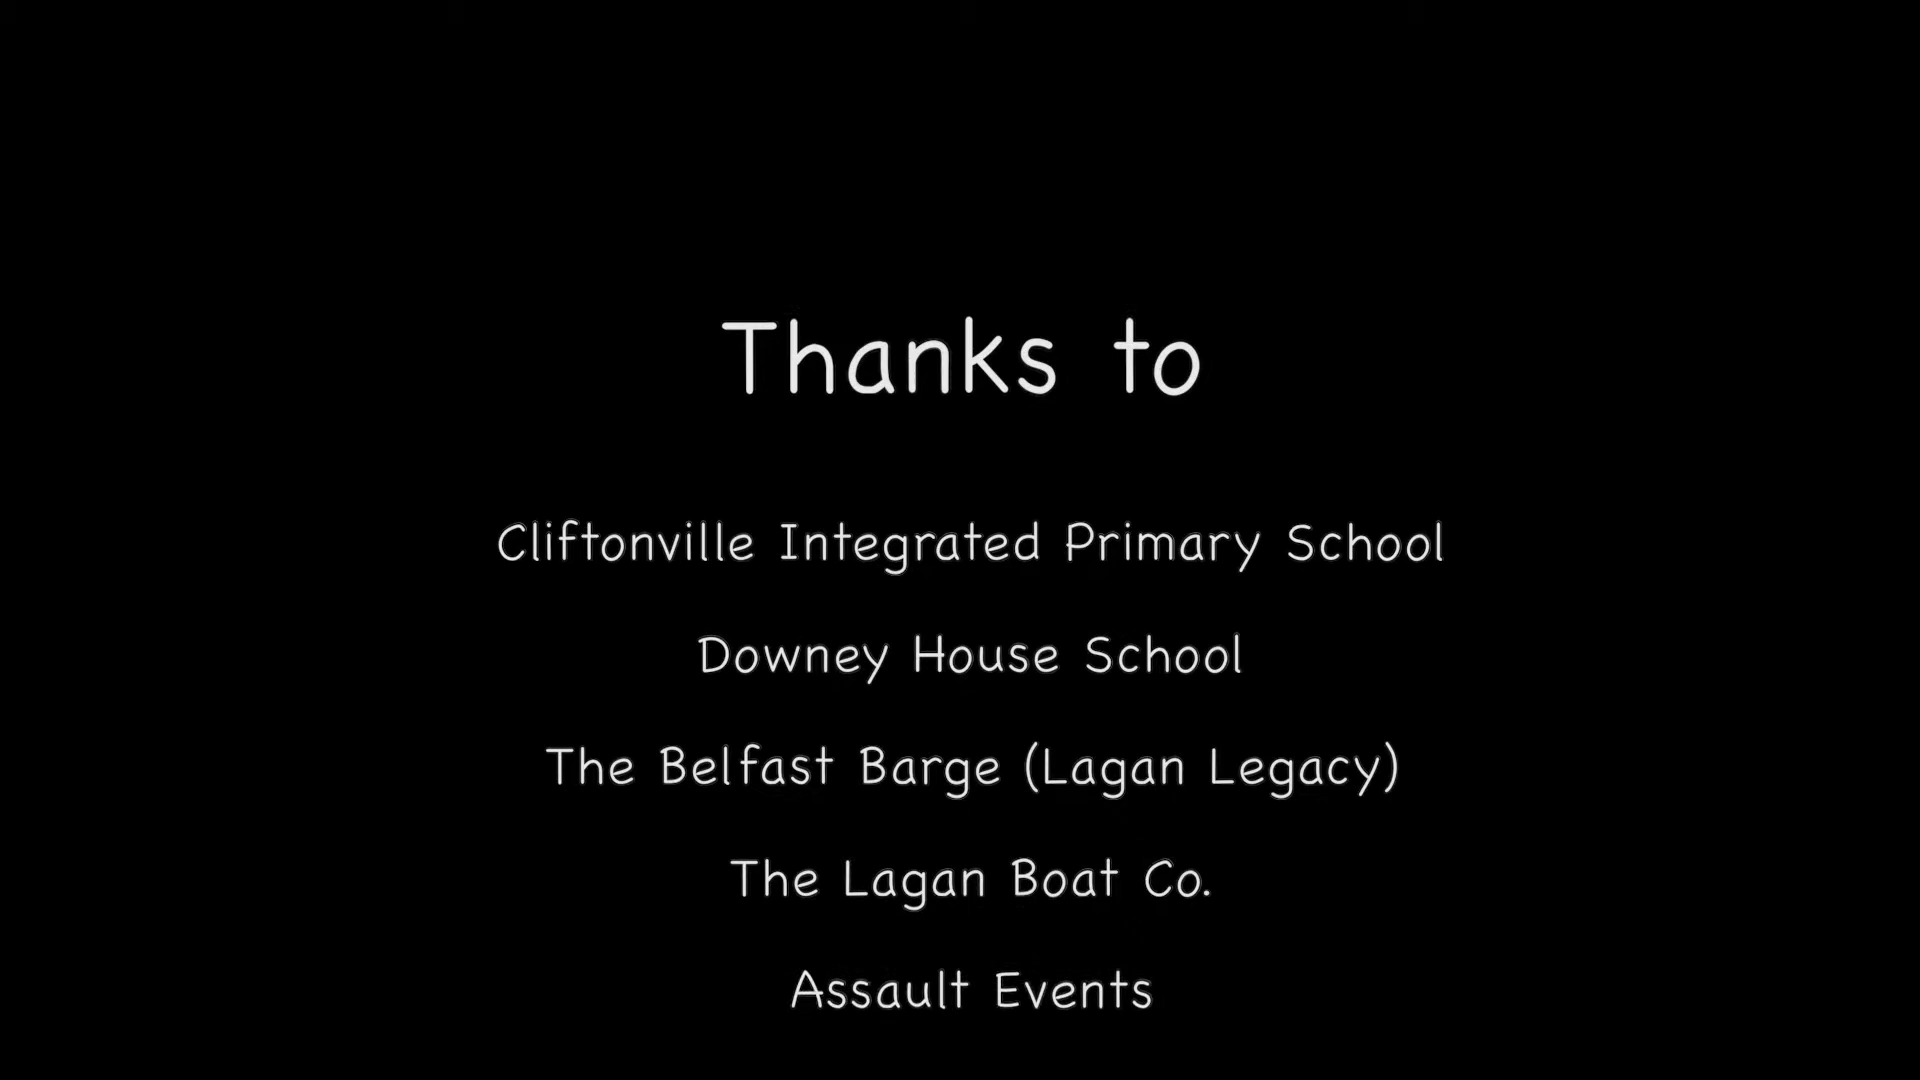 Thanks to
Cliftonville Integrated Primary School
Downey House School
The Belfast Barge (Lagan Legacy)
The Lagan Boat Co.
Assault Events